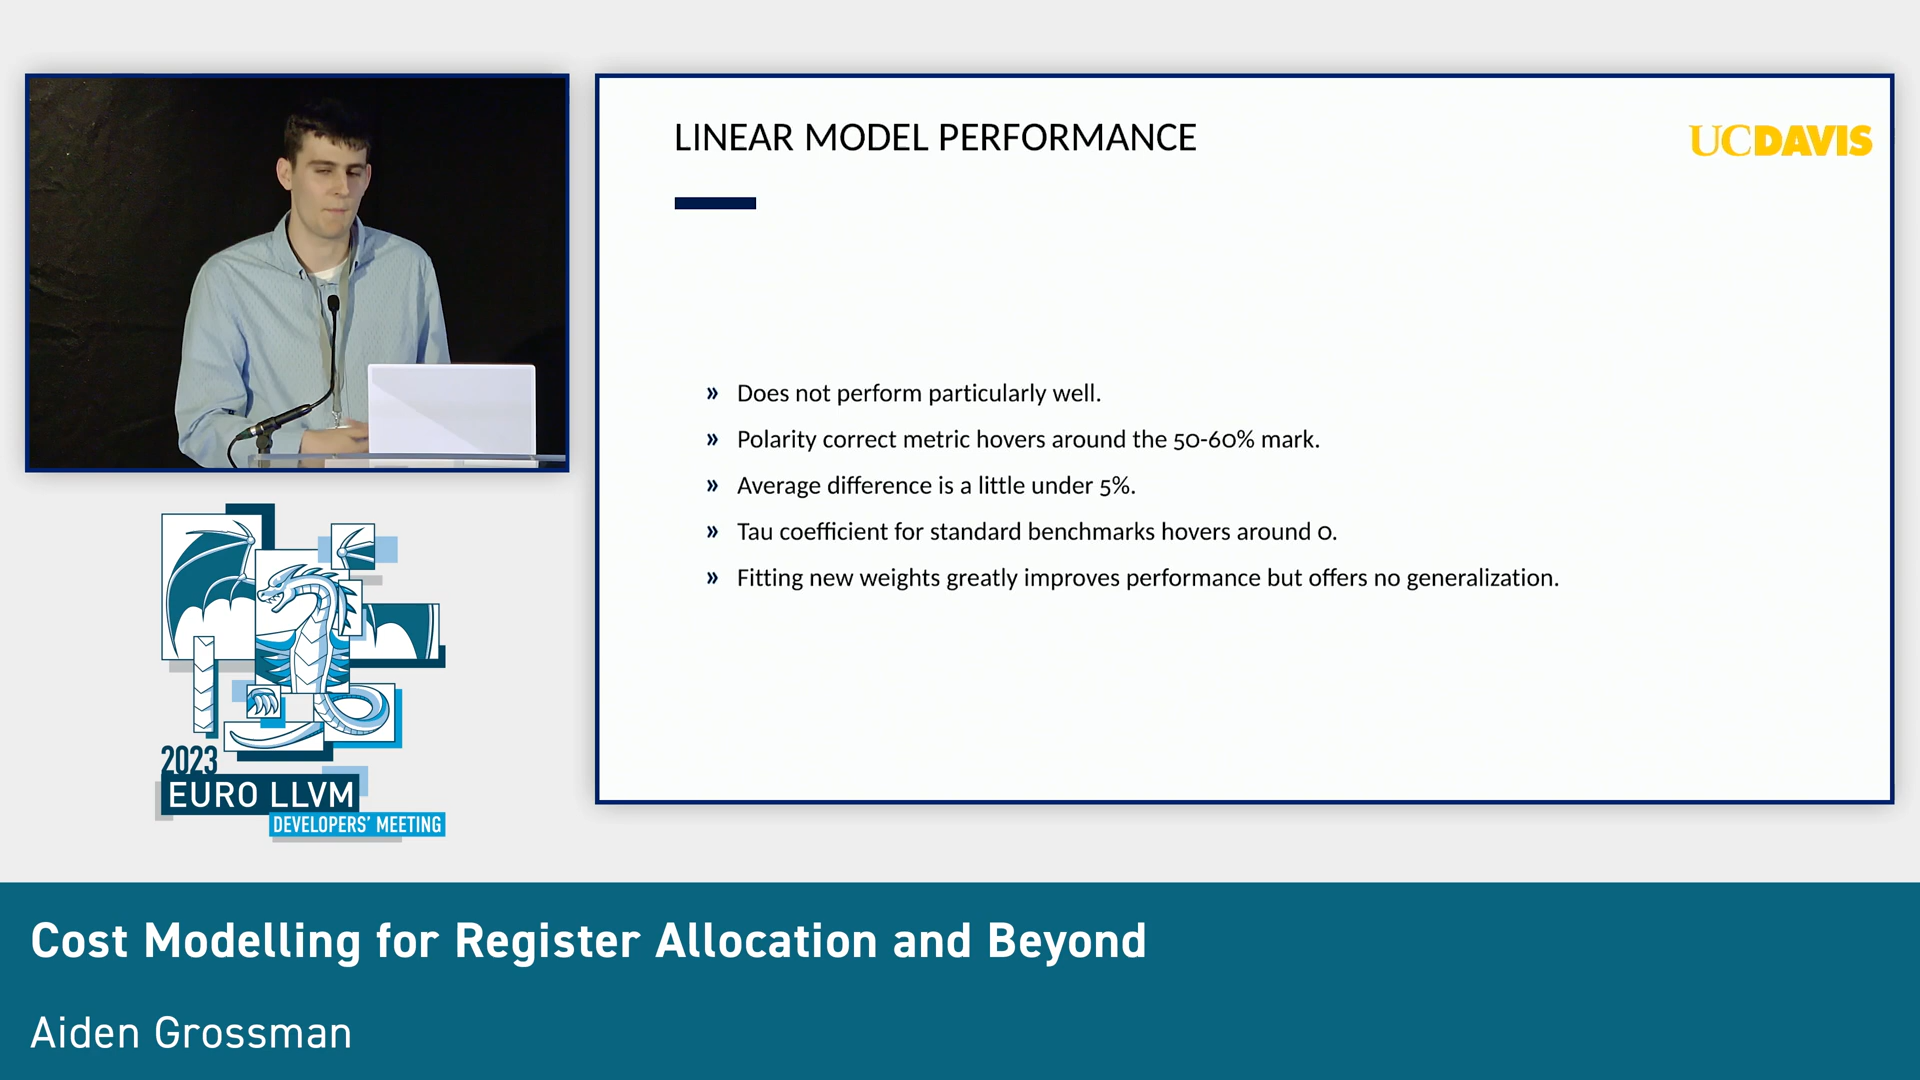 LINEAR MODEL PERFORMANCE
UCDAVIS
» Does not perform particularly well.
» Polarity correct metric hovers around the 50-60% mark.
» Average difference is a little under 5%.
» Tau coefficient for standard benchmarks hovers around 0.
» Fitting new weights greatly improves performance but offers no generalization.
2023
EURO LLVM
DEVELOPERS' MEETING
Cost Modelling for Register Allocation and Beyond
Aiden Grossman